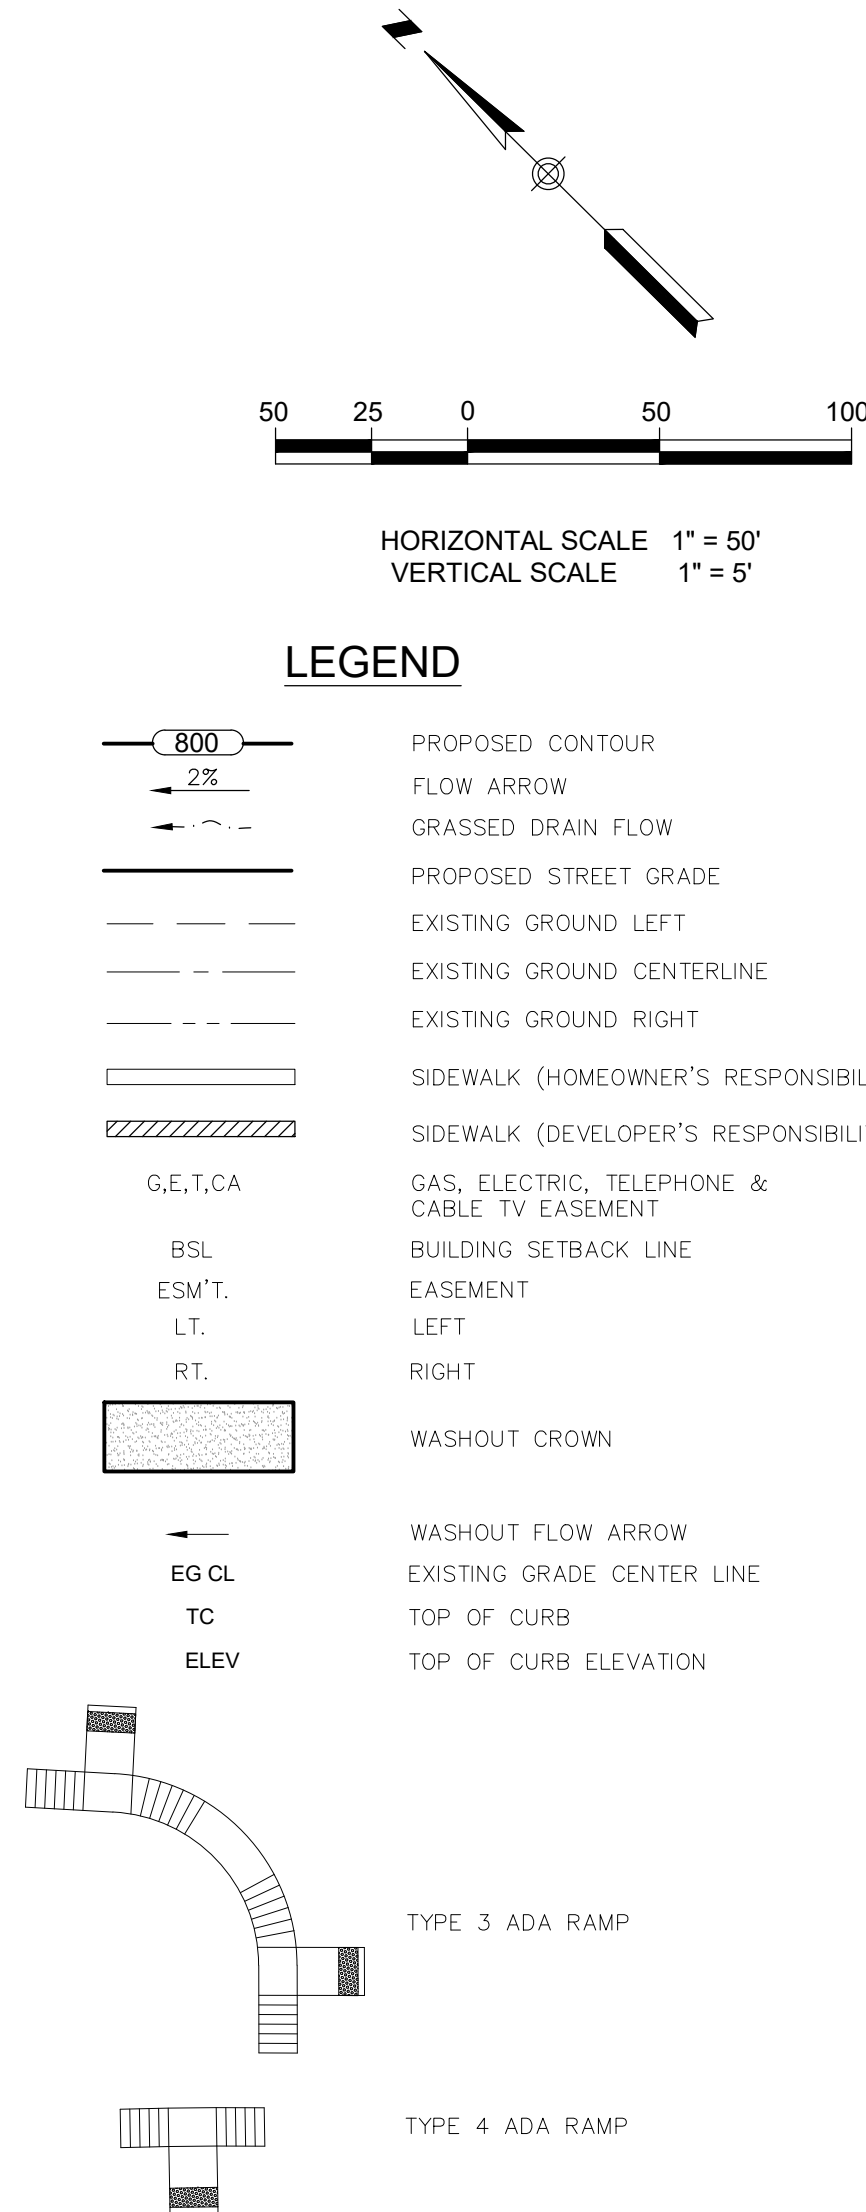 N
50 25 0 50 100
HORIZONTAL SCALE 1" = 50'
VERTICAL SCALE 1" = 5'
LEGEND
800 PROPOSED CONTOUR
2% FLOW ARROW
GRASSED DRAIN FLOW
PROPOSED STREET GRADE
EXISTING GROUND LEFT
EXISTING GROUND CENTERLINE
EXISTING GROUND RIGHT
SIDEWALK (HOMEOWNER'S RESPONSIBIL
SIDEWALK (DEVELOPER'S RESPONSIBILI
G,E,T,CA GAS, ELECTRIC, TELEPHONE &
CABLE TV EASEMENT
BSL BUILDING SETBACK LINE
ESM'T. EASEMENT
LT. LEFT
RT. RIGHT
WASHOUT CROWN
WASHOUT FLOW ARROW
EG CL EXISTING GRADE CENTER LINE
TC TOP OF CURB
ELEV TOP OF CURB ELEVATION
TYPE 3 ADA RAMP
TYPE 4 ADA RAMP